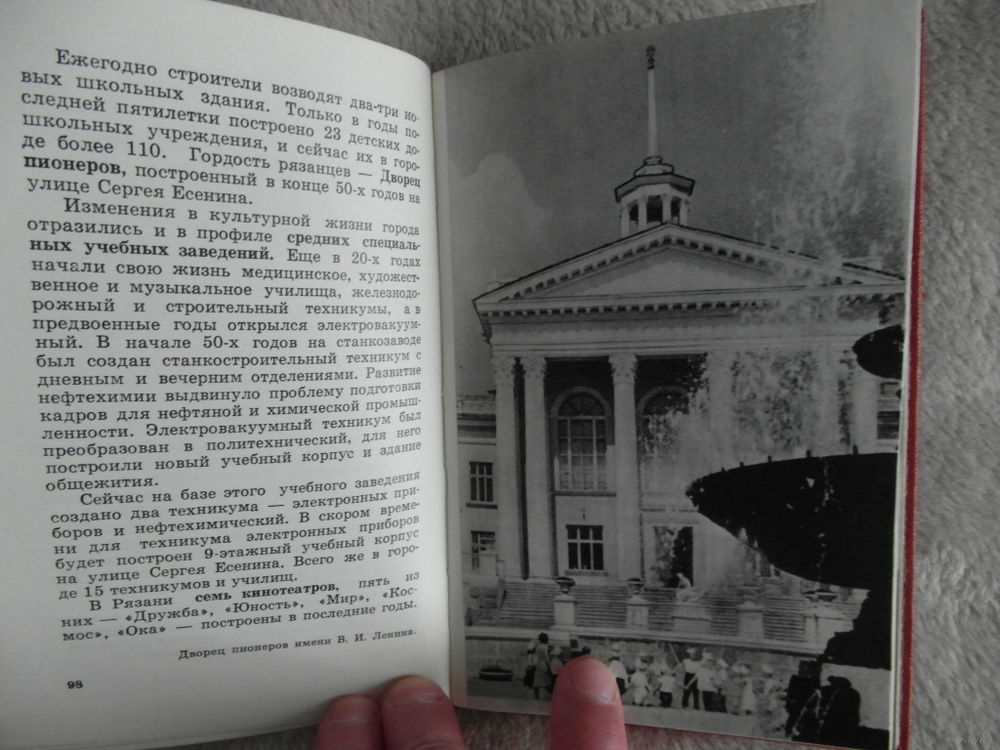 Ежегодно строители возводят два-три но-
вых школьных здания. Только в годы по-
следней пятилетки построено 23 детских до-
школьных учреждения, и сейчас их в горо-
де более 110. Гордость рязанцев — Дворец
пионеров, построенный в конце 50-х годов на
улице Сергея Есенина.
Изменения в культурной жизни города
отразились и в профиле средних специаль-
ных учебных заведений. Еще в 20-х годах
начали свою жизнь медицинское, художест-
венное и музыкальное училища, железнодо-
рожный и строительный техникумы, а в
предвоенные годы открылся электровакуум-
ный. В начале 50-х годов на станкозаводе
был создан станкостроительный техникум с
дневным и вечерним отделениями. Развитие
нефтехимии выдвинуло проблему подготовки
кадров для нефтяной и химической промыш-
ленности. Электровакуумный техникум был
преобразован в политехнический, для него
построили новый учебный корпус и здание
общежития.
Сейчас на базе этого учебного заведения
создано два техникума — электронных при-
боров и нефтехимический. В скором време-
ни для техникума электронных приборов
будет построен 9-этажный учебный корпус
на улице Сергея Есенина. Всего же в горо-
де 15 техникумов и училищ.
В Рязани семь кинотеатров, пять из
них — «Дружба», «Юность», «Мир», «Кос-
мос», «Ока» — построены в последние годы.
Дворец пионеров имени В. И. Ленина.
98